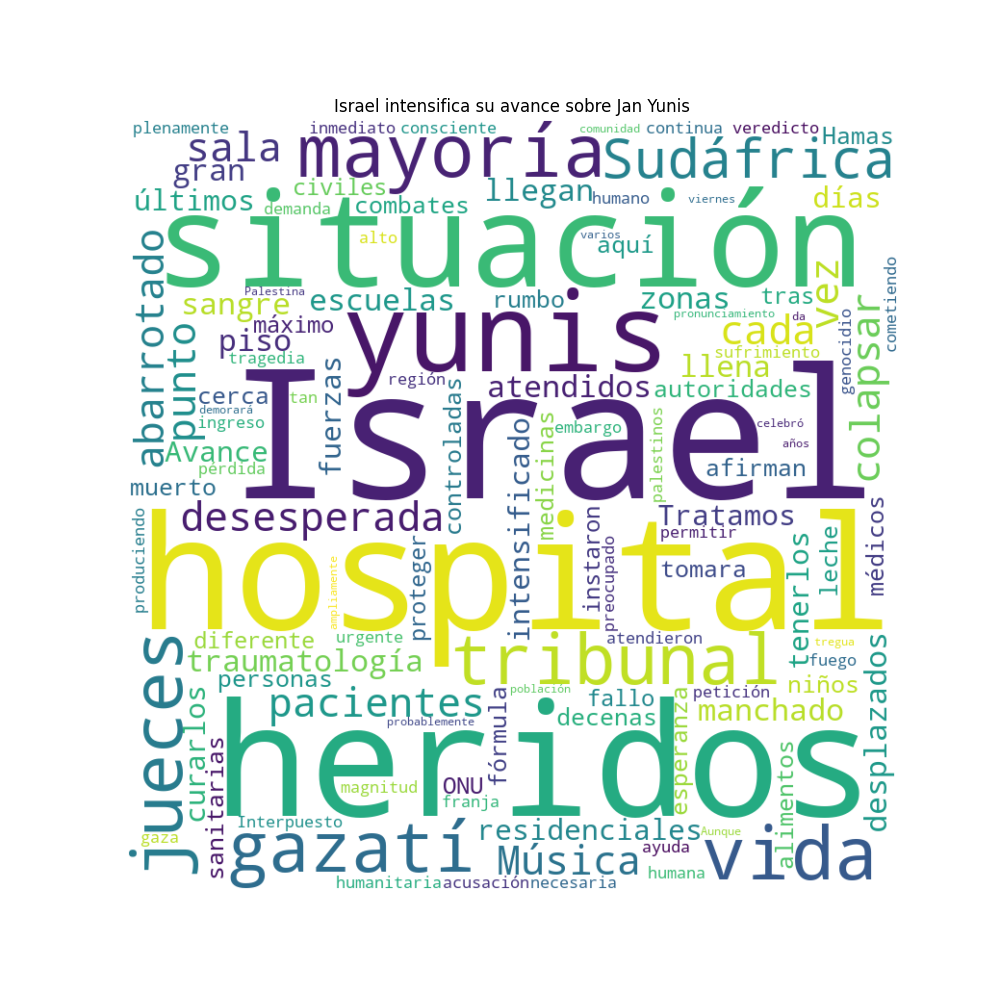 Israel intensifica su avance sobre Jan Yunis
plenamente
inmediato
consciente
comunidad
continua
veredicto
Hamas
sala
mayoría
Sudáfrica
gran
civiles
llegan
humano
viernes
días
últimos
demanda
combates
situación
alto
varios
aquí
vez
abarrotado
cometiendo
Palestina
sangre
escuelas
rumbo
zonas
tras
colapsar
genocidio
punto
máximo
yunis
pronunciamiento
da
cada
piso
tragedia
sufrimiento
llena
región
atendidos
autoridades
cerca
tan
fuerzas
Israel
demorará
ingreso
controladas
intensificado
medicinas
embargo
palestinos
celebró
años
Avance
pérdida
afirman
muerto
desesperada
Tratamos
permitir
médicos
produciendo
hospital
instaron
preocupado
tomara
tenerlos
leche
proteger
ampliamente
diferente
urgente
atendieron
tregua
fuego
jueces
traumatología
tribunal
desplazados
personas
población
petición
niños
curarlos
pacientes
fórmula
fallo
decenas
esperanza
manchado
heridos
probablemente
sanitarias
magnitud
ONU
franja
alimentos
Interpuesto
residenciales
Aunque
gaza
gazatí
Música
ayuda
vida
humanitaria
acusación
necesaria
humana